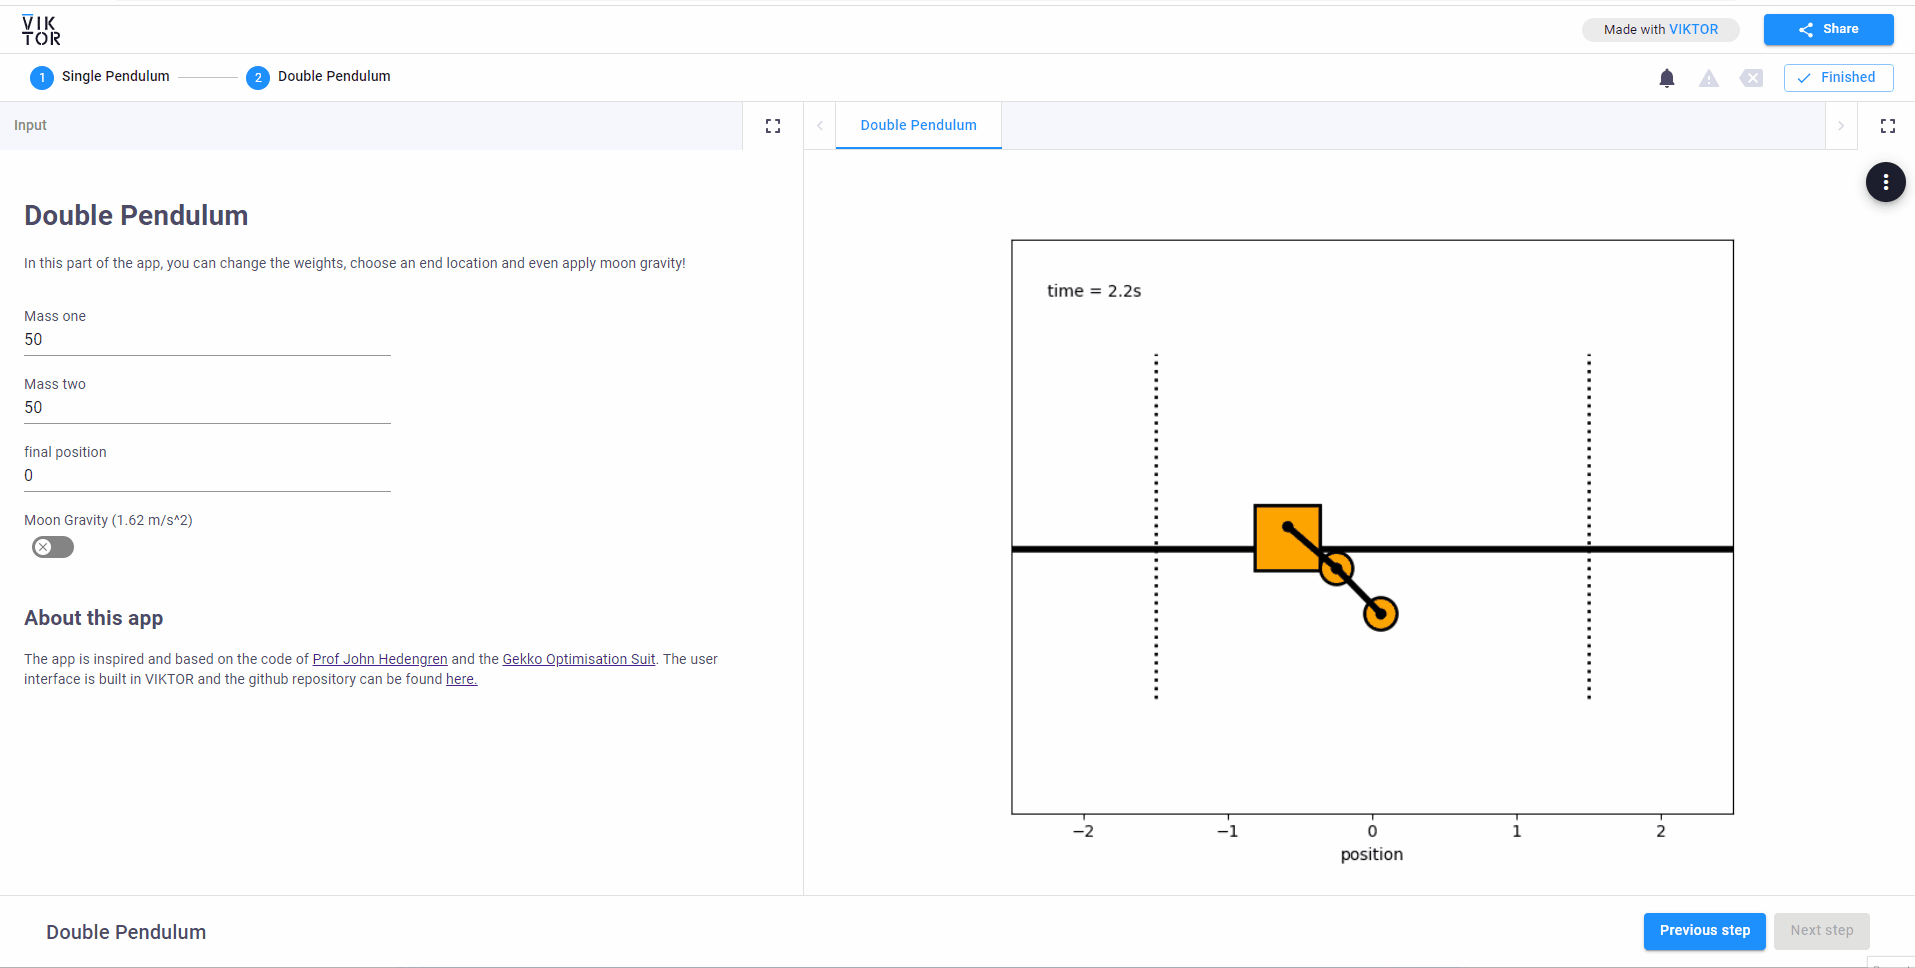 VIK
TOR
Made with VIKTOR
Share
1 Single Pendulum 2 Double Pendulum
Finished
Input
Double Pendulum
Double Pendulum
In this part of the app, you can change the weights, choose an end location and even apply moon gravity!
Mass one
50
Mass two
50
final position
0
Moon Gravity (1.62 m/s^2)
About this app
The app is inspired and based on the code of Prof John Hedengren and the Gekko Optimisation Suit. The user
interface is built in VIKTOR and the github repository can be found here.
time = 2.2s
−2 −1 0 1 2
position
Double Pendulum
Previous step
Next step